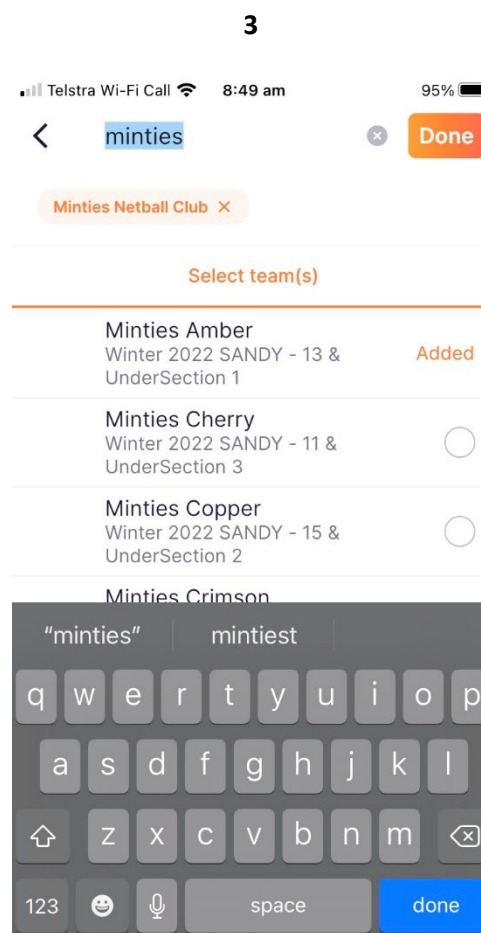 3
Telstra Wi-Fi Call 8:49 am 95%
minties Done
Minties Netball Club ×
Select team(s)
Minties Amber
Winter 2022 SANDY - 13 & Added
UnderSection 1
Minties Cherry
Winter 2022 SANDY - 11 &
UnderSection 3
Minties Copper
Winter 2022 SANDY - 15 &
UnderSection 2
Minties Crimson
"minties" mintiest
q w e r t y u i o p
a s d f g h j k l
z x c v b n m
123 space done